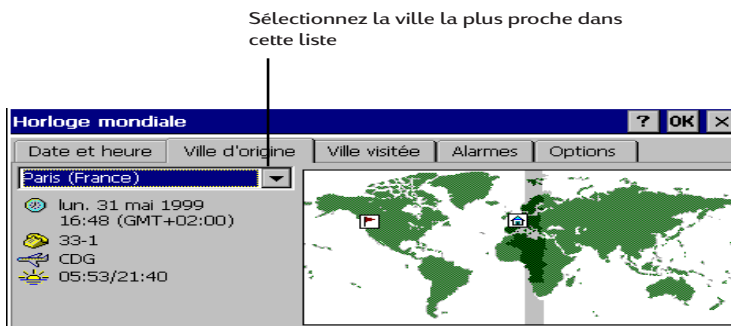 Sélectionnez la ville la plus proche dans
cette liste
Horloge mondiale
? OK ×
Date et heure Ville d'origine Ville visitée Alarmes Options
Paris (France)
lun. 31 mai 1999
16:48 (GMT+02:00)
33-1
CDG
05:53/21:40